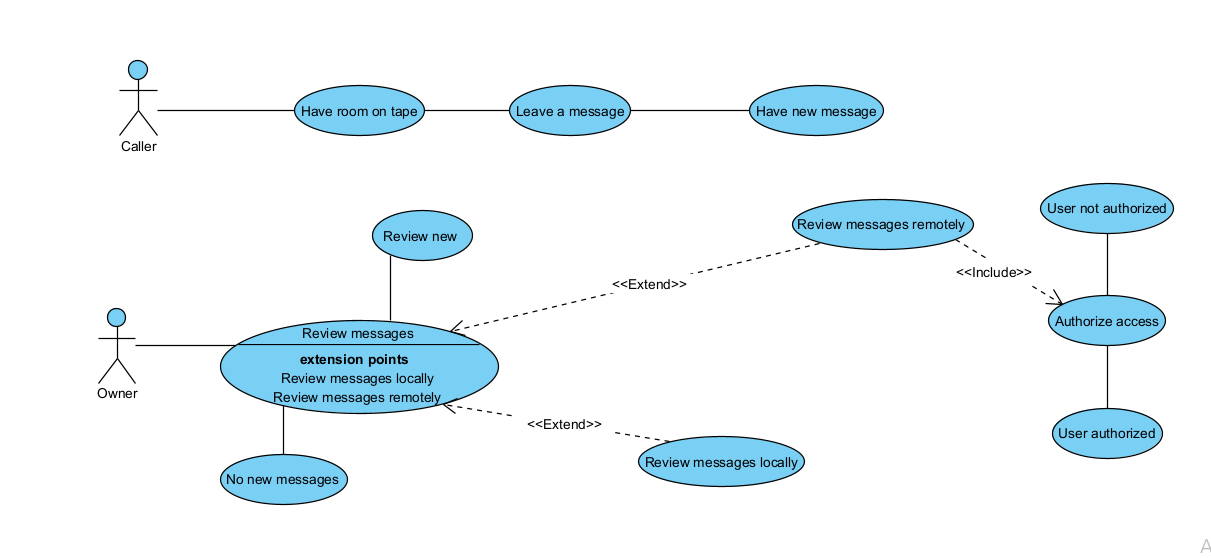 Have room on tape
Leave a message
Have new message
Caller
User not authorized
Review new
Review messages remotely
<<Extend>>
<<Include>>
Review messages
Authorize access
extension points
Review messages locally
Review messages remotely
Owner
<<Extend>>
User authorized
Review messages locally
No new messages
A